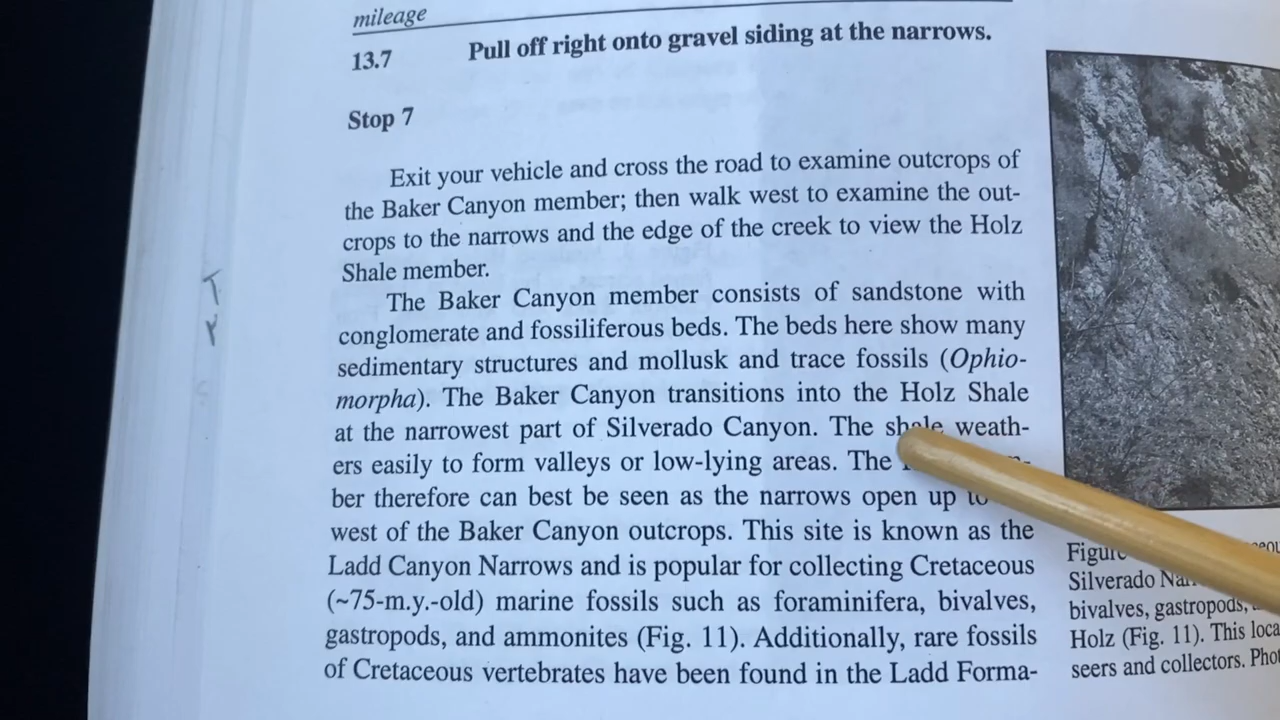 mileage
13.7 Pull off right onto gravel siding at the narrows.
Stop 7
Exit your vehicle and cross the road to examine outcrops of
the Baker Canyon member; then walk west to examine the out-
crops to the narrows and the edge of the creek to view the Holz
Shale member.
The Baker Canyon member consists of sandstone with
conglomerate and fossiliferous beds. The beds here show many
sedimentary structures and mollusk and trace fossils (Ophio-
morpha). The Baker Canyon transitions into the Holz Shale
at the narrowest part of Silverado Canyon. The shale weath-
ers easily to form valleys or low-lying areas. The
ber therefore can best be seen as the narrows open up to
west of the Baker Canyon outcrops. This site is known as the
Ladd Canyon Narrows and is popular for collecting Cretaceous
(~75-m.y.-old) marine fossils such as foraminifera, bivalves,
gastropods, and ammonites (Fig. 11). Additionally, rare fossils
of Cretaceous vertebrates have been found in the Ladd Forma-
Figure
Silverado
bivalves, gastropods,
Holz (Fig. 11). This loca
seers and collectors. Phot